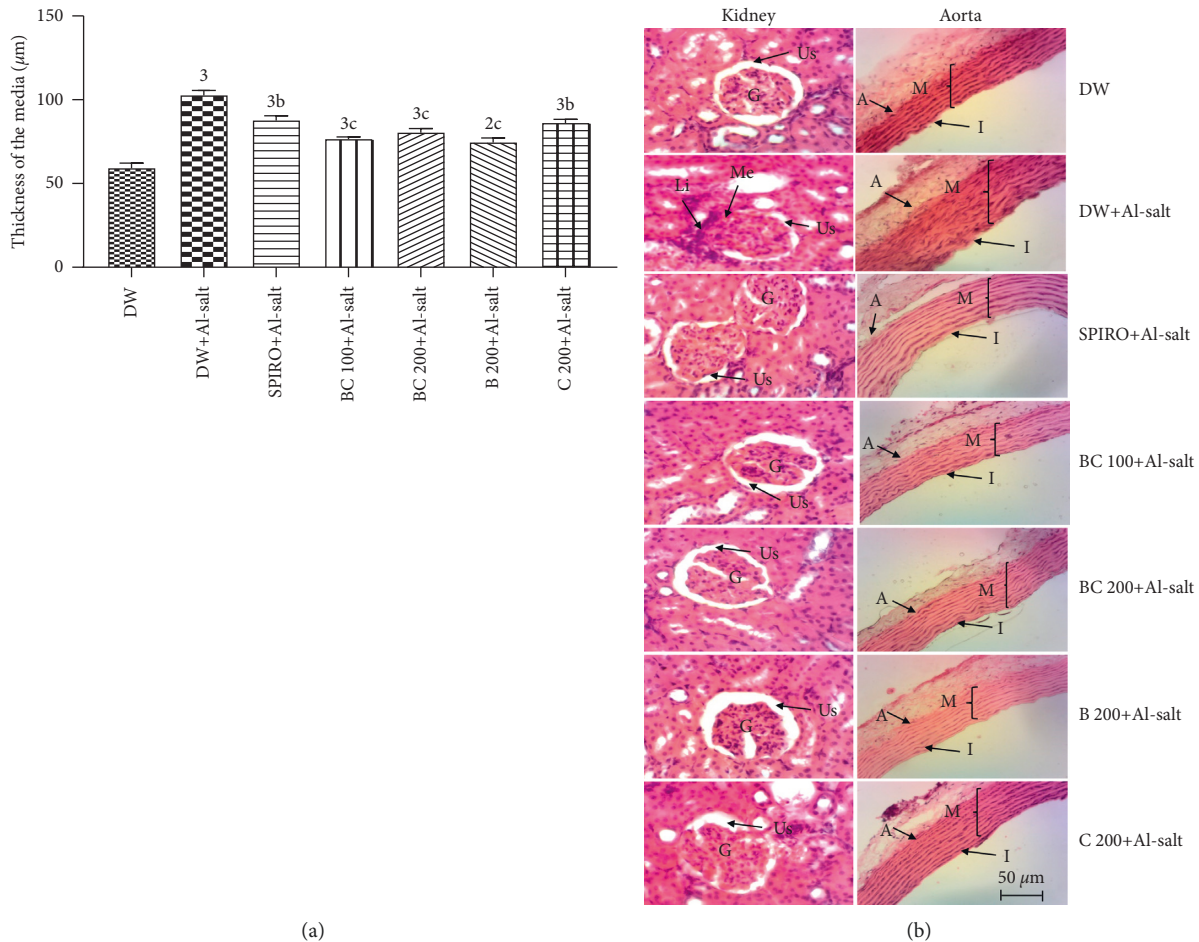 150
100
50
0
Thickness of the media (μm)
3
3b
3c
3c
2c
3b
DW
DW+Al-salt
SPIRO+Al-salt
BC 100+Al-salt
BC 200+Al-salt
B 200+Al-salt
C 200+Al-salt
(a)
Kidney
Aorta
Us
G
A
M
I
DW
Li
Me
Us
A
M
I
DW+Al-salt
G
Us
A
M
I
SPIRO+Al-salt
G
Us
A
M
I
BC 100+Al-salt
Us
G
A
M
I
BC 200+Al-salt
Us
G
A
M
I
B 200+Al-salt
Us
G
A
M
I
C 200+Al-salt
50 μm
(b)